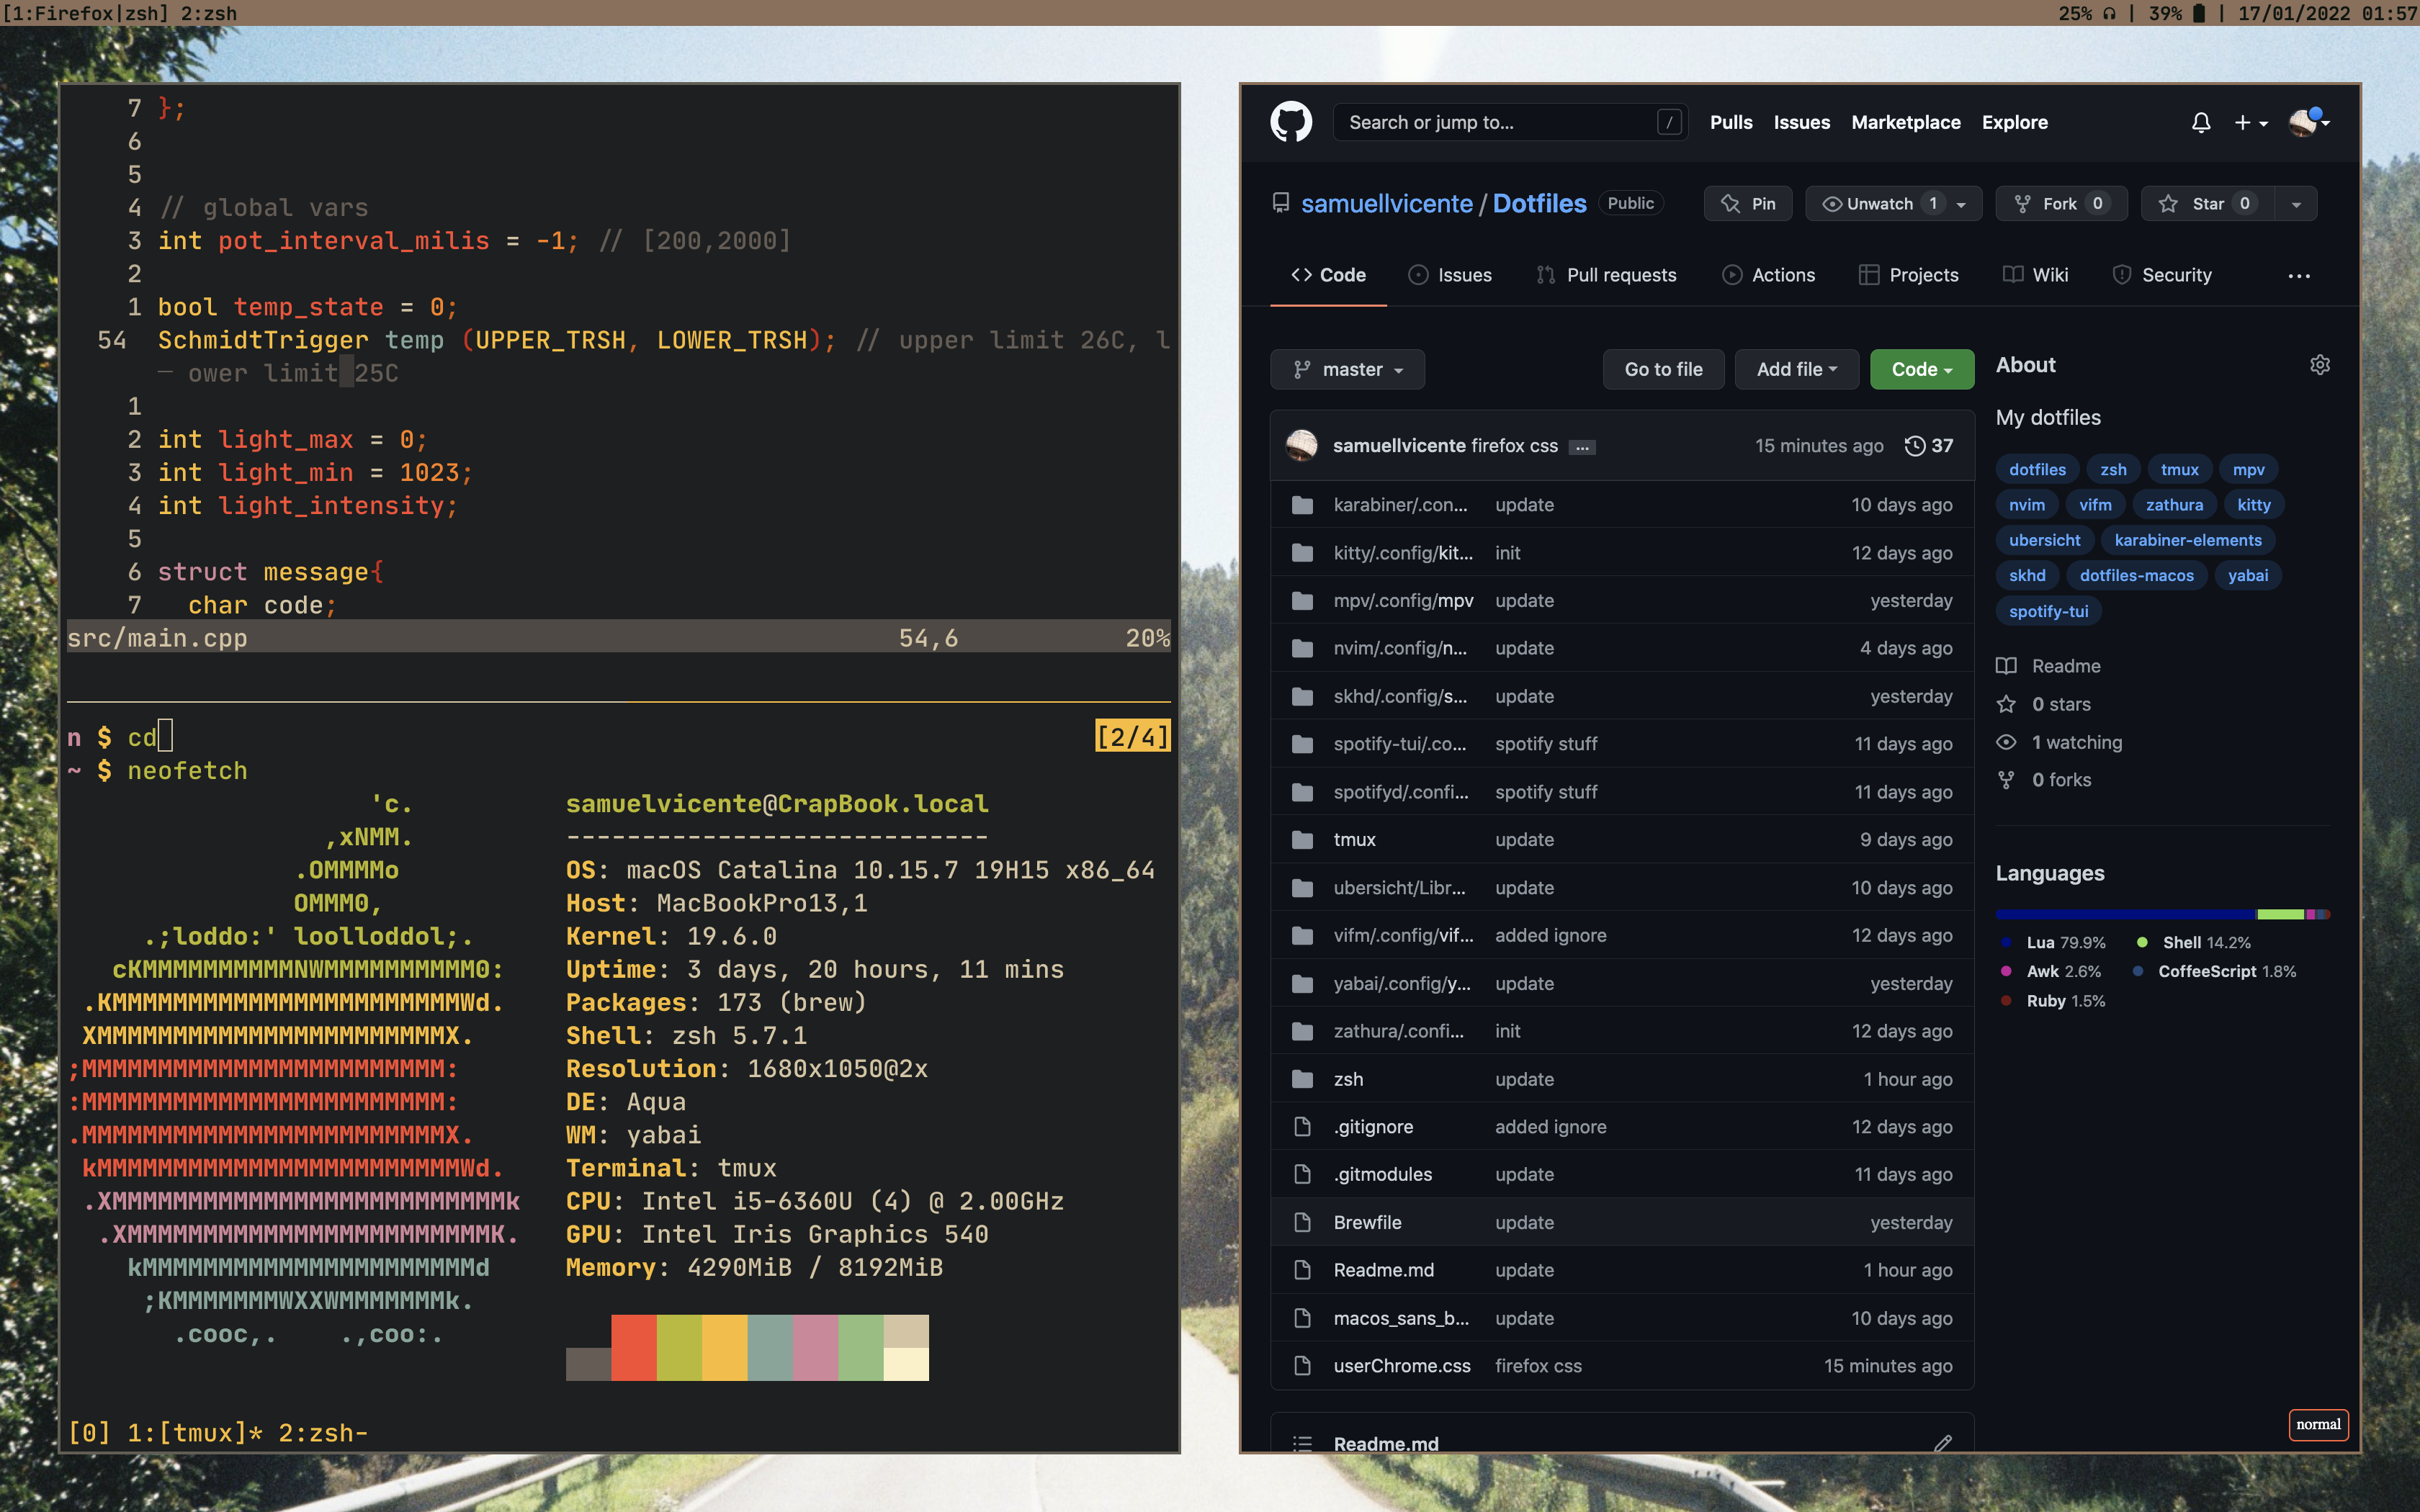 [1:Firefox|zsh] 2:zsh
25% | 39% | 17/01/2022 01:57
7 };
6
5
4 // global vars
3 int pot_interval_milis = -1; // [200,2000]
2
1 bool temp_state = 0;
54 SchmidtTrigger temp (UPPER_TRSH, LOWER_TRSH); // upper limit 26C, l
— ower limit 25C
1
2 int light_max = 0;
3 int light_min = 1023;
4 int light_intensity;
5
6 struct message{
7 char code;
src/main.cpp 54,6 20%
n $ cd [2/4]
~ $ neofetch
'c.
,xNMM.
.OMMMMo
OMMM0,
.;loddo:' loolloddol;.
cKMMMMMMMMMMNWMMMMMMMMMM0:
.KMMMMMMMMMMMMMMMMMMMMMMMWd.
XMMMMMMMMMMMMMMMMMMMMMMMX.
;MMMMMMMMMMMMMMMMMMMMMMMM:
:MMMMMMMMMMMMMMMMMMMMMMMM:
.MMMMMMMMMMMMMMMMMMMMMMMMX.
kMMMMMMMMMMMMMMMMMMMMMMMMWd.
.XMMMMMMMMMMMMMMMMMMMMMMMMMMk
.XMMMMMMMMMMMMMMMMMMMMMMMMK.
kMMMMMMMMMMMMMMMMMMMMMMd
;KMMMMMMMWXXWMMMMMMMk.
.cooc,. .,coo:.
samuelvicente@CrapBook.local
----------------------------
OS: macOS Catalina 10.15.7 19H15 x86_64
Host: MacBookPro13,1
Kernel: 19.6.0
Uptime: 3 days, 20 hours, 11 mins
Packages: 173 (brew)
Shell: zsh 5.7.1
Resolution: 1680x1050@2x
DE: Aqua
WM: yabai
Terminal: tmux
CPU: Intel i5-6360U (4) @ 2.00GHz
GPU: Intel Iris Graphics 540
Memory: 4290MiB / 8192MiB
[0] 1:[tmux]* 2:zsh-
Search or jump to... / Pulls Issues Marketplace Explore
samuellvicente / Dotfiles Public Pin Unwatch 1 Fork 0 Star 0
Code Issues Pull requests Actions Projects Wiki Security ...
master Go to file Add file Code
samuellvicente firefox css ... 15 minutes ago 37
karabiner/.con... update 10 days ago
kitty/.config/kit... init 12 days ago
mpv/.config/mpv update yesterday
nvim/.config/n... update 4 days ago
skhd/.config/s... update yesterday
spotify-tui/.co... spotify stuff 11 days ago
spotifyd/.confi... spotify stuff 11 days ago
tmux update 9 days ago
ubersicht/Libr... update 10 days ago
vifm/.config/vif... added ignore 12 days ago
yabai/.config/y... update yesterday
zathura/.confi... init 12 days ago
zsh update 1 hour ago
.gitignore added ignore 12 days ago
.gitmodules update 11 days ago
Brewfile update yesterday
Readme.md update 1 hour ago
macos_sans_b... update 10 days ago
userChrome.css firefox css 15 minutes ago
Readme.md
About
My dotfiles
dotfiles zsh tmux mpv
nvim vifm zathura kitty
ubersicht karabiner-elements
skhd dotfiles-macos yabai
spotify-tui
Readme
0 stars
1 watching
0 forks
Languages
Lua 79.9% Shell 14.2%
Awk 2.6% CoffeeScript 1.8%
Ruby 1.5%
normal